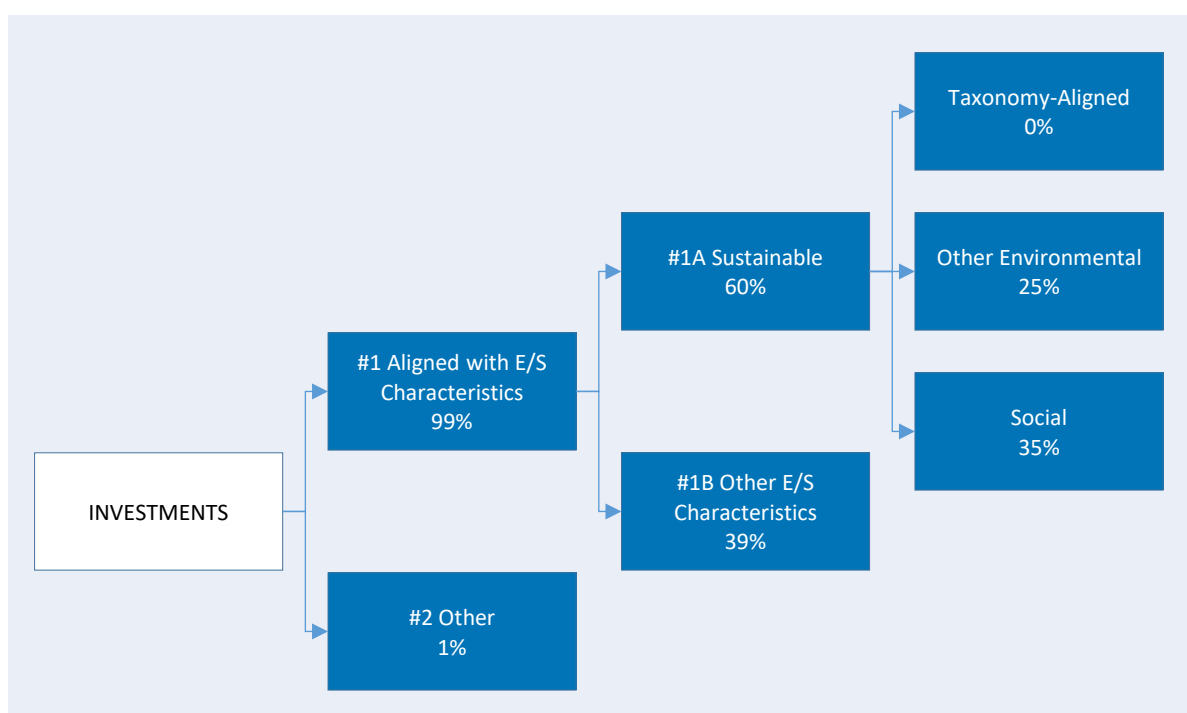 Taxonomy-Aligned
0%
#1A Sustainable
60%
Other Environmental
25%
#1 Aligned with E/S
Characteristics
99%
Social
35%
INVESTMENTS
#1B Other E/S
Characteristics
39%
#2 Other
1%